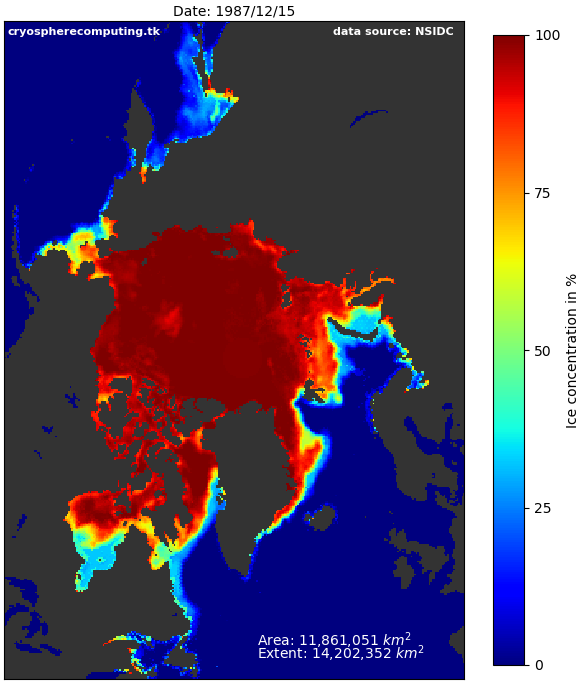 Date: 1987/12/15
cryospherecomputing.tk
data source: NSIDC
100
75
50
25
0
Ice concentration in %
Area: 11,861,051 km²
Extent: 14,202,352 km²